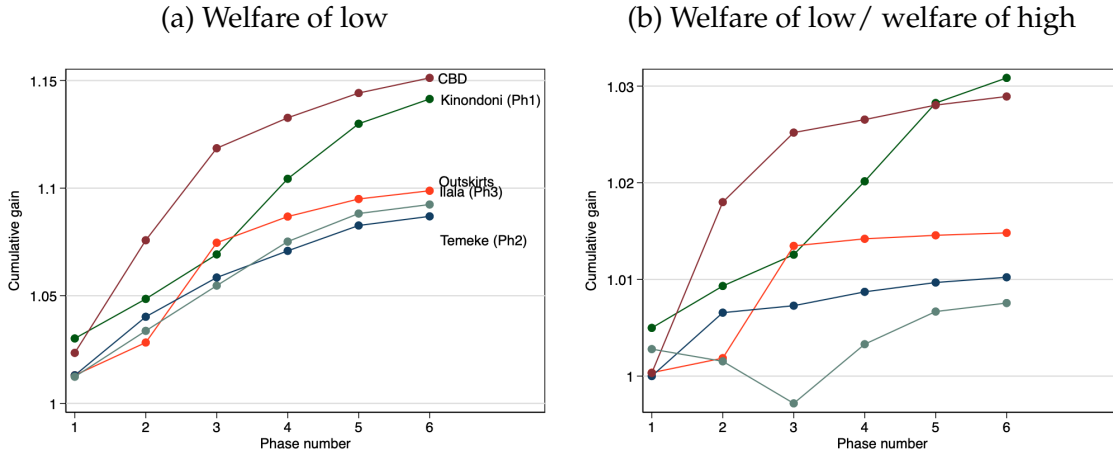 (a) Welfare of low
1.15
1.1
1.05
1
Cumulative gain
CBD
Kinondoni (Ph1)
Outskirts
Ilala (Ph3)
Temeke (Ph2)
1 2 3 4 5 6
Phase number
(b) Welfare of low/ welfare of high
1.03
1.02
1.01
1
Cumulative gain
1 2 3 4 5 6
Phase number